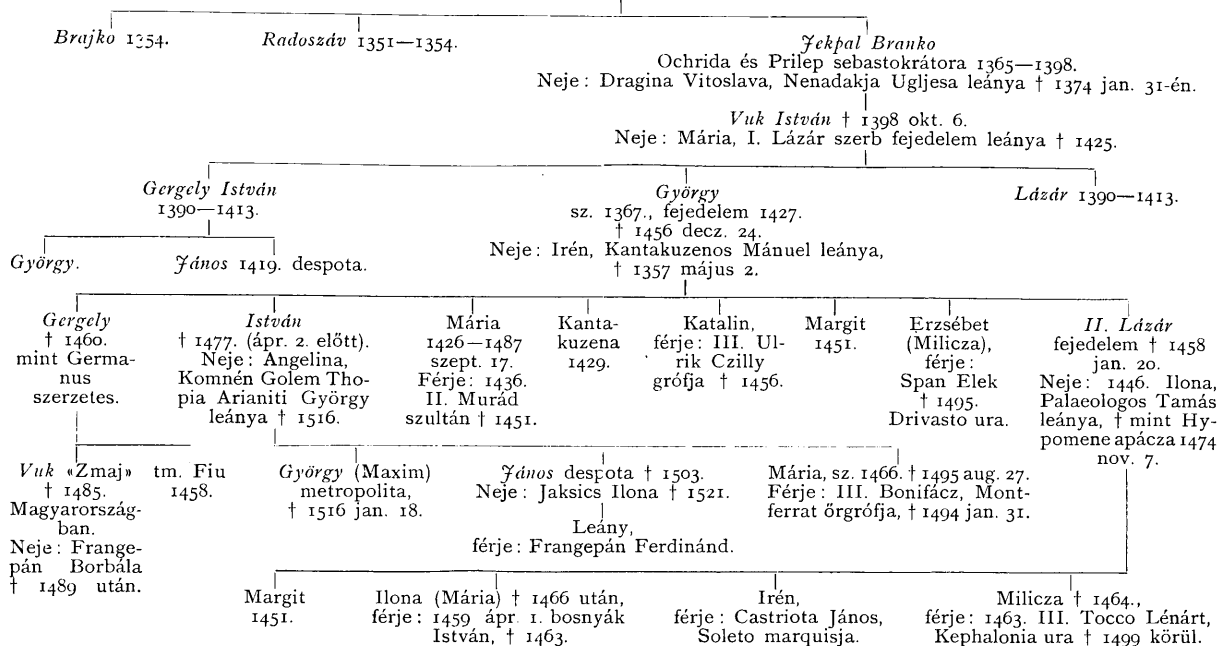 Brajko 1354.
Radoszáv 1351—1354.
Jekpal Branko
Ochrida és Prilep sebastokrátora 1365—1398.
Neje: Dragina Vitoslava, Nenadakja Ugljesa leánya † 1374 jan. 31-én.
Vuk István † 1398 okt. 6.
Neje: Mária, I. Lázár szerb fejedelem leánya † 1425.
Gergely István
1390—1413.
György
sz. 1367., fejedelem 1427.
† 1456 decz. 24.
Neje: Irén, Kantakuzenos Mánuel leánya,
† 1357 május 2.
Lázár 1390—1413.
György.
János 1419. despota.
Gergely
† 1460.
mint Germa-
nus
szerzetes.
István
† 1477. (ápr. 2. előtt).
Neje: Angelina,
Komnén Golem Tho-
pia Arianiti György
leánya † 1516.
Mária
1426—1487
szept. 17.
Férje: 1436.
II. Murád
szultán † 1451.
Kanta-
kuzena
1429.
Katalin,
férje: III. Ul-
rik Czilly
grófja † 1456.
Margit
1451.
Erzsébet
(Milicza),
férje:
Span Elek
† 1495.
Drivasto ura.
II. Lázár
fejedelem † 1458
jan. 20.
Neje: 1446. Ilona,
Palaeologos Tamás
leánya, † mint Hy-
pomene apácza 1474
nov. 7.
Vuk «Zmaj»
† 1485.
Magyarország-
ban.
Neje: Frange-
pán Borbála
† 1489 után.
tm. Fiu
1458.
György (Maxim)
metropolita,
† 1516 jan. 18.
János despota † 1503.
Neje: Jaksics Ilona † 1521.
Leány,
férje: Frangepán Ferdinánd.
Mária, sz. 1466. † 1495 aug. 27.
Férje: III. Bonifácz, Mont-
ferrat őrgrófja, † 1494 jan. 31.
Margit
1451.
Ilona (Mária) † 1466 után,
férje: 1459 ápr. 1. bosnyák
István, † 1463.
Irén,
férje: Castriota János,
Soleto marquisja.
Milicza † 1464.,
férje: 1463. III. Tocco Lénárt,
Kephalonia ura † 1499 körül.